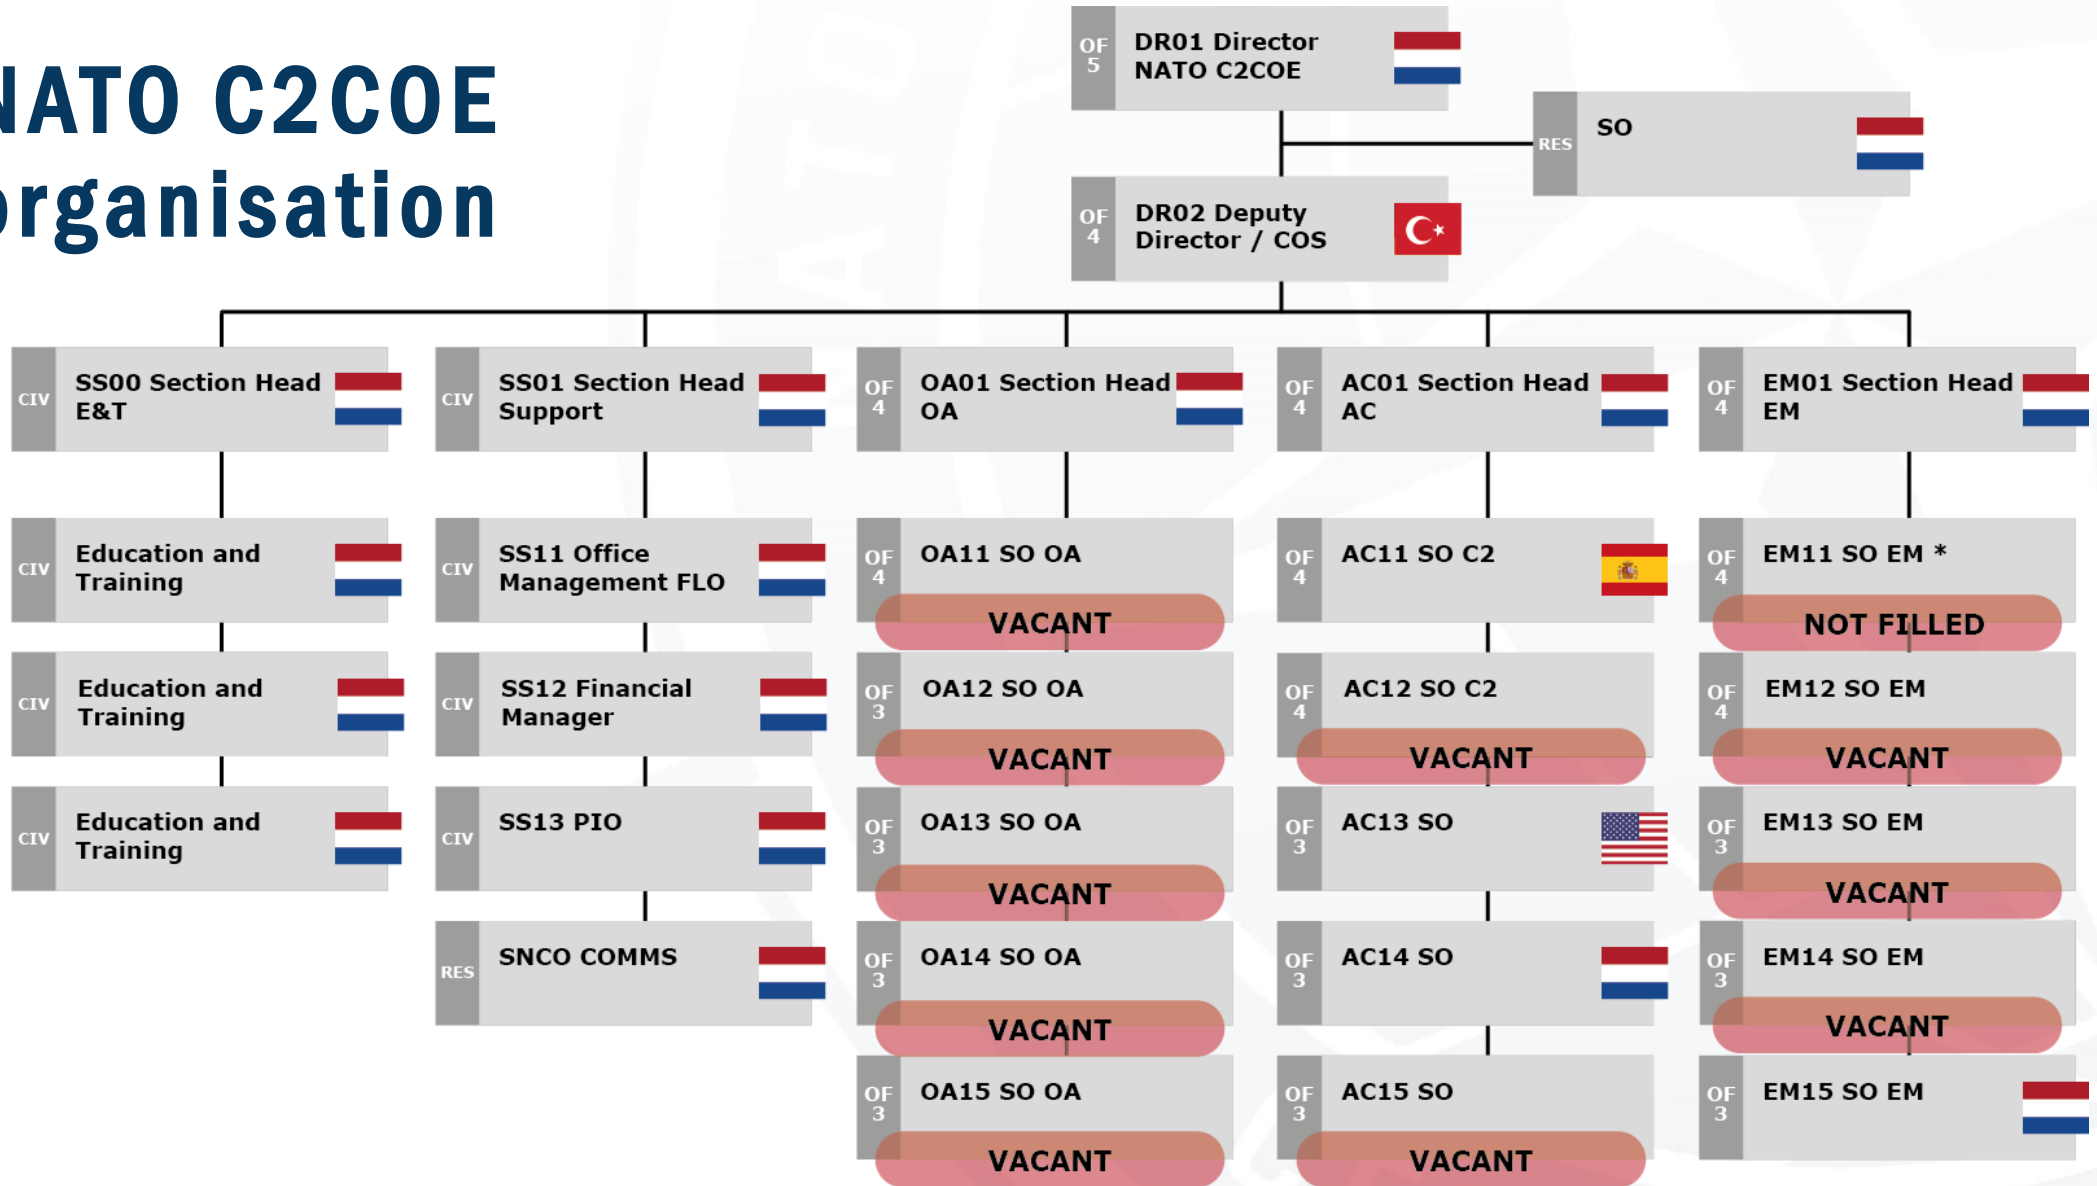 NATO C2COE
organisation
OF
5
DR01 Director
NATO C2COE
RES
SO
OF
4
DR02 Deputy
Director / COS
CIV
SS00 Section Head
E&T
CIV
Education and
Training
CIV
Education and
Training
CIV
Education and
Training
CIV
SS01 Section Head
Support
CIV
SS11 Office
Management FLO
CIV
SS12 Financial
Manager
CIV
SS13 PIO
RES
SNCO COMMS
OF
4
OA01 Section Head
OA
OF
4
OA11 SO OA
VACANT
OF
3
OA12 SO OA
VACANT
OF
3
OA13 SO OA
VACANT
OF
3
OA14 SO OA
VACANT
OF
3
OA15 SO OA
VACANT
OF
4
AC01 Section Head
AC
OF
4
AC11 SO C2
OF
4
AC12 SO C2
VACANT
OF
3
AC13 SO
OF
3
AC14 SO
OF
3
AC15 SO
VACANT
OF
4
EM01 Section Head
EM
OF
4
EM11 SO EM *
NOT FILLED
OF
4
EM12 SO EM
VACANT
OF
3
EM13 SO EM
VACANT
OF
3
EM14 SO EM
VACANT
OF
3
EM15 SO EM